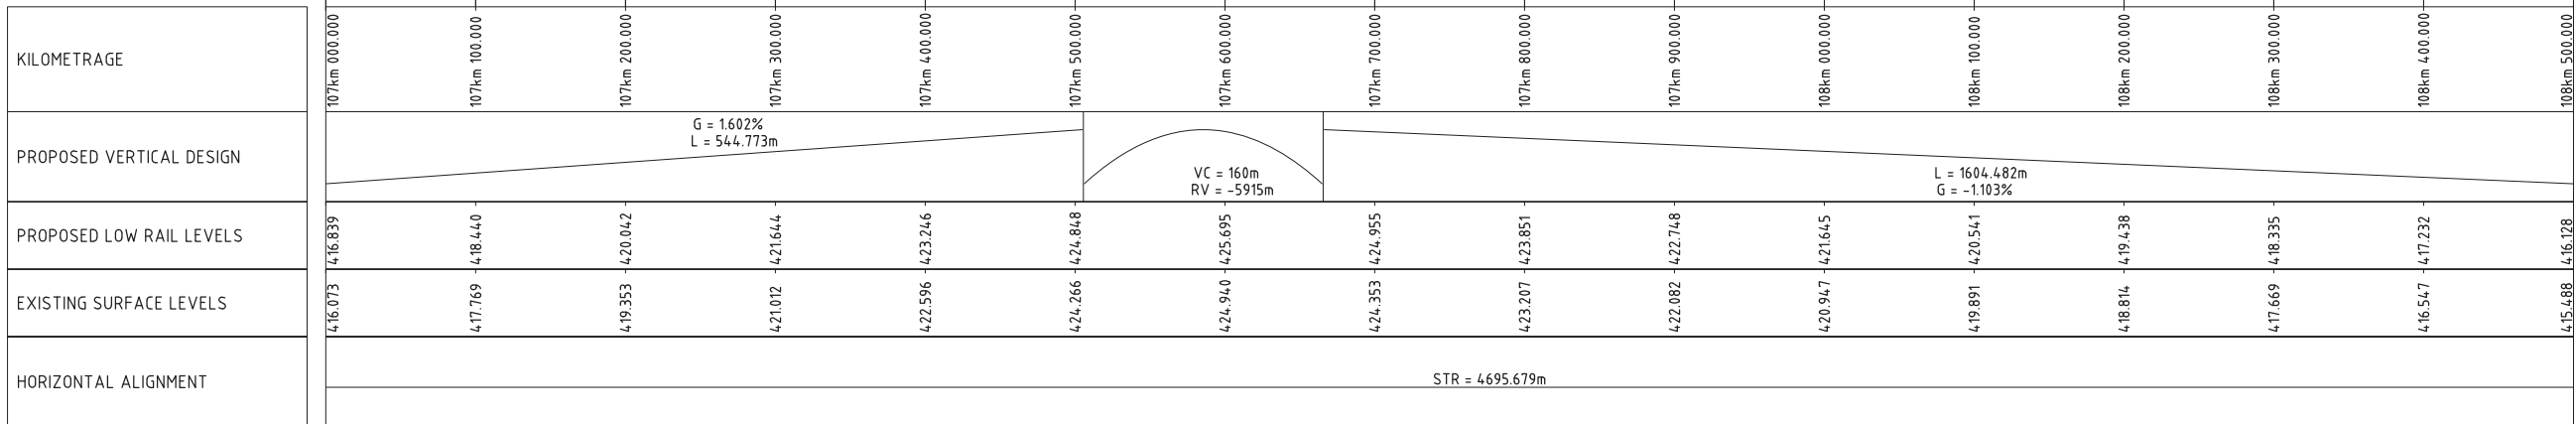 KILOMETRAGE
107km 000.000
107km 100.000
107km 200.000
107km 300.000
107km 400.000
107km 500.000
107km 600.000
107km 700.000
107km 800.000
107km 900.000
108km 000.000
108km 100.000
108km 200.000
108km 300.000
108km 400.000
108km 500.000
PROPOSED VERTICAL DESIGN
G = 1.602%
L = 544.773m
VC = 160m
RV = -5915m
L = 1604.482m
G = -1.103%
PROPOSED LOW RAIL LEVELS
416.839
418.440
420.042
421.644
423.246
424.848
425.695
424.955
423.851
422.748
421.645
420.541
419.438
418.335
417.232
416.128
EXISTING SURFACE LEVELS
416.073
417.769
419.353
421.012
422.596
424.266
424.940
424.353
423.207
422.082
420.947
419.891
418.814
417.669
416.547
415.488
HORIZONTAL ALIGNMENT
STR = 4695.679m